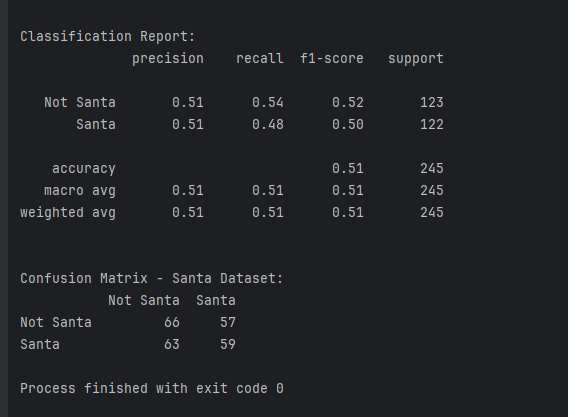 Classification Report:
precision recall f1-score support
Not Santa 0.51 0.54 0.52 123
Santa 0.51 0.48 0.50 122
accuracy 0.51 245
macro avg 0.51 0.51 0.51 245
weighted avg 0.51 0.51 0.51 245
Confusion Matrix - Santa Dataset:
Not Santa Santa
Not Santa 66 57
Santa 63 59
Process finished with exit code 0